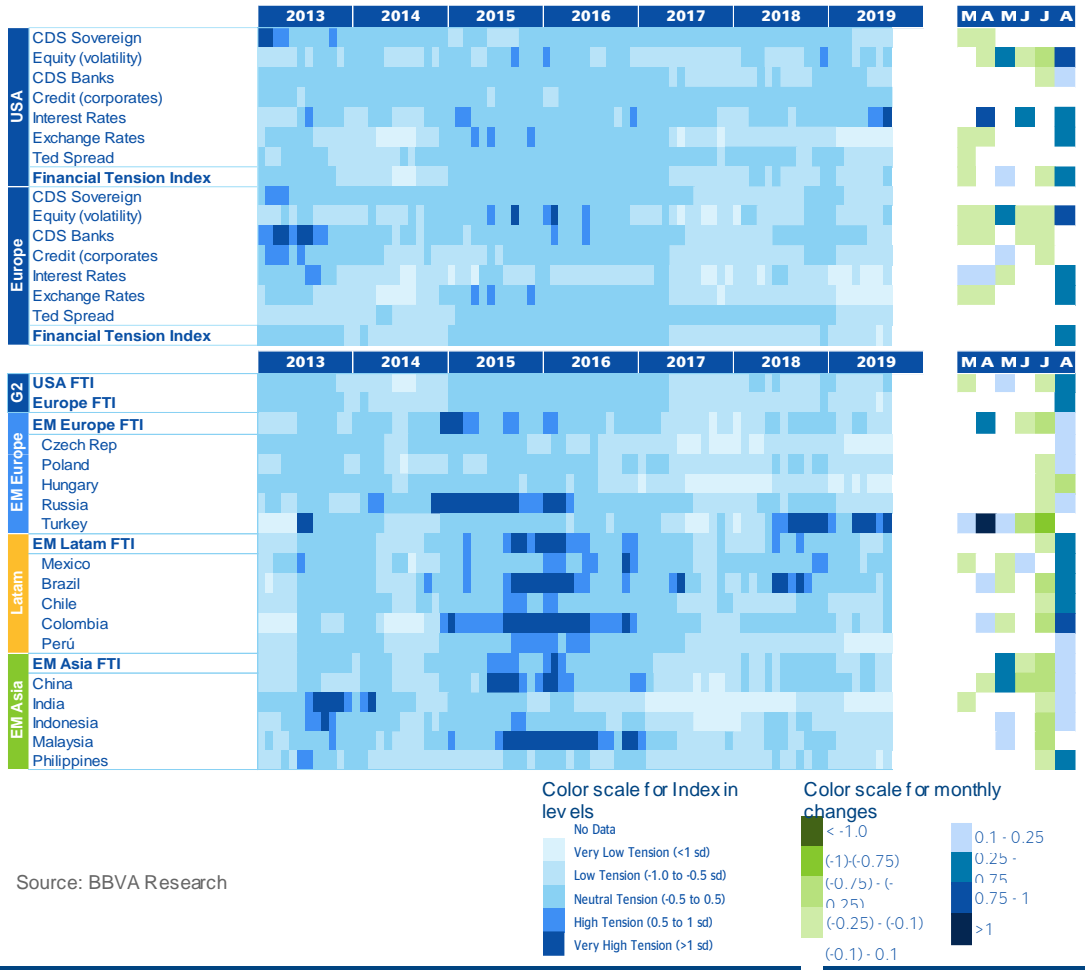 2013 2014 2015 2016 2017 2018 2019 M A M J J A
USA
CDS Sovereign
Equity (volatility)
CDS Banks
Credit (corporates)
Interest Rates
Exchange Rates
Ted Spread
Financial Tension Index
Europe
CDS Sovereign
Equity (volatility)
CDS Banks
Credit (corporates
Interest Rates
Exchange Rates
Ted Spread
Financial Tension Index
2013 2014 2015 2016 2017 2018 2019 M A M J J A
G2
USA FTI
Europe FTI
EM Europe
EM Europe FTI
Czech Rep
Poland
Hungary
Russia
Turkey
Latam
EM Latam FTI
Mexico
Brazil
Chile
Colombia
Perú
EM Asia
EM Asia FTI
China
India
Indonesia
Malaysia
Philippines
Color scale for Index in
levels
No Data
Very Low Tension (<1 sd)
Low Tension (-1.0 to -0.5 sd)
Neutral Tension (-0.5 to 0.5)
High Tension (0.5 to 1 sd)
Very High Tension (>1 sd)
Color scale for monthly
changes
< -1.0
(-1)-(-0.75)
(-0.75) - (-
0.25)
(-0.25) - (-0.1)
(-0.1) - 0.1
0.1 - 0.25
0.25 -
0.75
0.75 - 1
>1
Source: BBVA Research